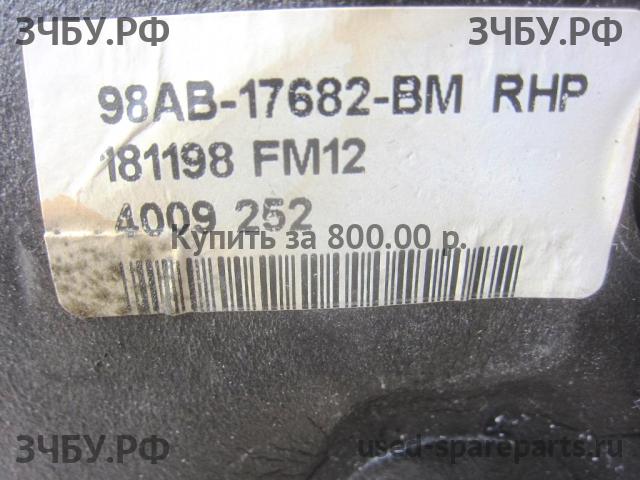 ЗЧБУ.РФ ЗЧБУ.РФ
98AB-17682-BM RHP
181198 FM12
4009 252
Купить за 800.00 р.
ЗЧБУ.РФ used-spareparts.ru